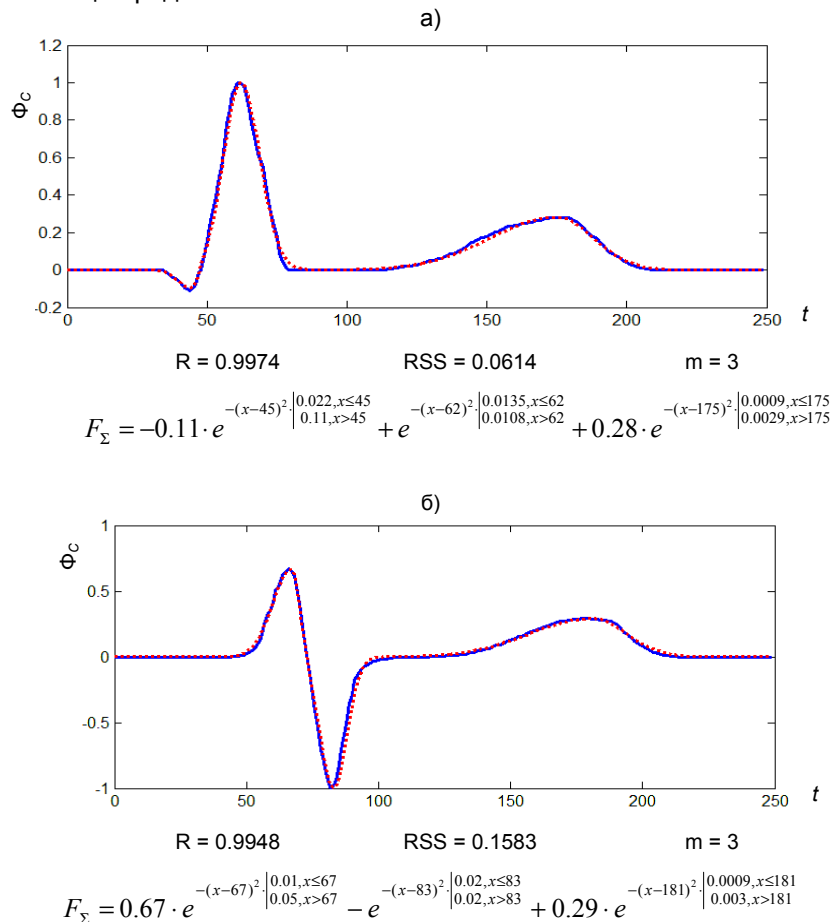 а)
Φc
1.2
1
0.8
0.6
0.4
0.2
0
-0.2
0 50 100 150 200 250 t
R = 0.9974 RSS = 0.0614 m = 3
F_Σ = −0.11 · e^{−(x−45)²·|0.022, x≤45 0.11, x>45} + e^{−(x−62)²·|0.0135, x≤62 0.0108, x>62} + 0.28 · e^{−(x−175)²·|0.0009, x≤175 0.0029, x>175}
б)
Φc
1
0.5
0
-0.5
-1
0 50 100 150 200 250 t
R = 0.9948 RSS = 0.1583 m = 3
F_Σ = 0.67 · e^{−(x−67)²·|0.01, x≤67 0.05, x>67} − e^{−(x−83)²·|0.02, x≤83 0.02, x>83} + 0.29 · e^{−(x−181)²·|0.0009, x≤181 0.003, x>181}